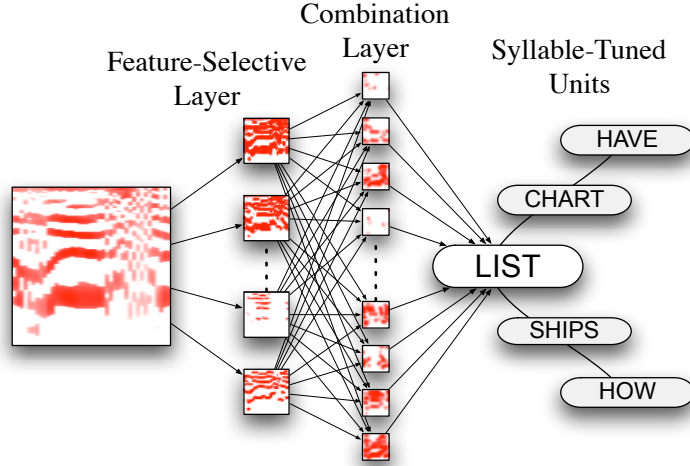 Feature-Selective
Layer
Combination
Layer
Syllable-Tuned
Units
HAVE
CHART
LIST
SHIPS
HOW